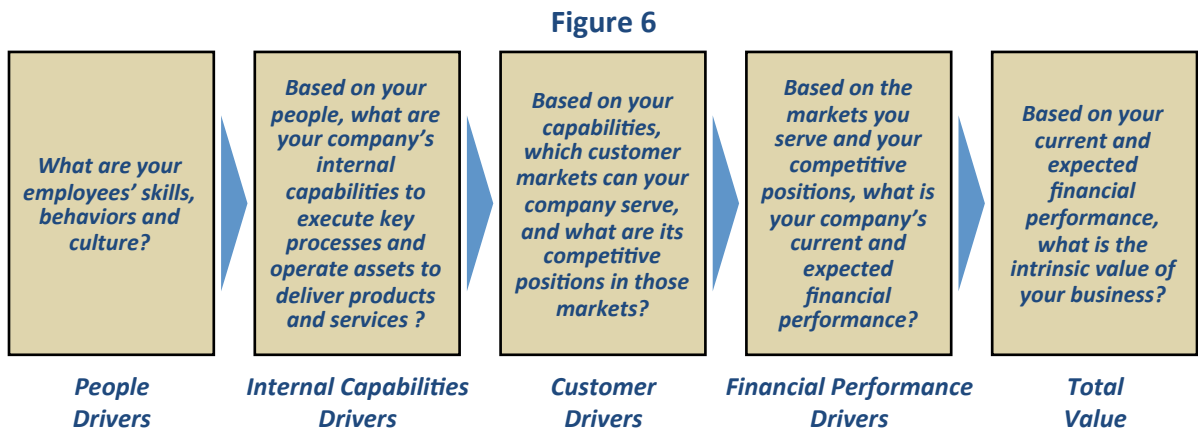 Figure 6
What are your
employees’ skills,
behaviors and
culture?
Based on your
people, what are
your company’s
internal
capabilities to
execute key
processes and
operate assets to
deliver products
and services ?
Based on your
capabilities,
which customer
markets can your
company serve,
and what are its
competitive
positions in those
markets?
Based on the
markets you
serve and your
competitive
positions, what is
your company’s
current and
expected
financial
performance?
Based on your
current and
expected
financial
performance,
what is the
intrinsic value of
your business?
People
Drivers
Internal Capabilities
Drivers
Customer
Drivers
Financial Performance
Drivers
Total
Value